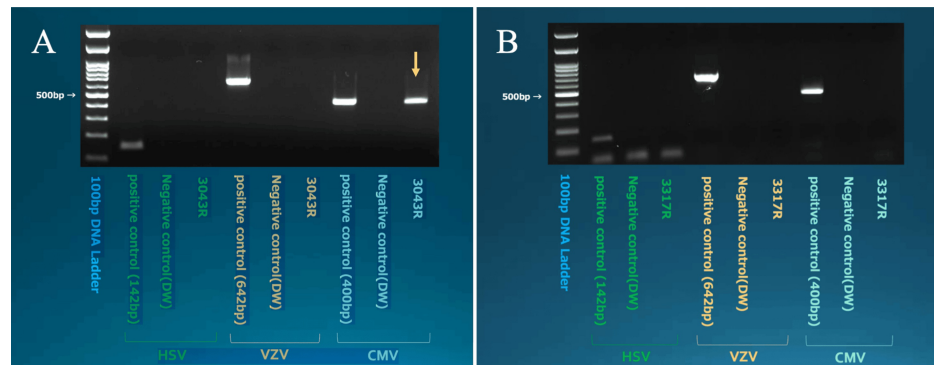 A
500bp →
100bp DNA Ladder
positive control (142bp)
Negative control(DW)
3043R
positive control (642bp)
Negative control(DW)
3043R
positive control (400bp)
Negative control(DW)
3043R
HSV
VZV
CMV
B
500bp →
100bp DNA Ladder
positive control (142bp)
Negative control(DW)
3317R
positive control (642bp)
Negative control(DW)
3317R
positive control (400bp)
Negative control(DW)
3317R
HSV
VZV
CMV